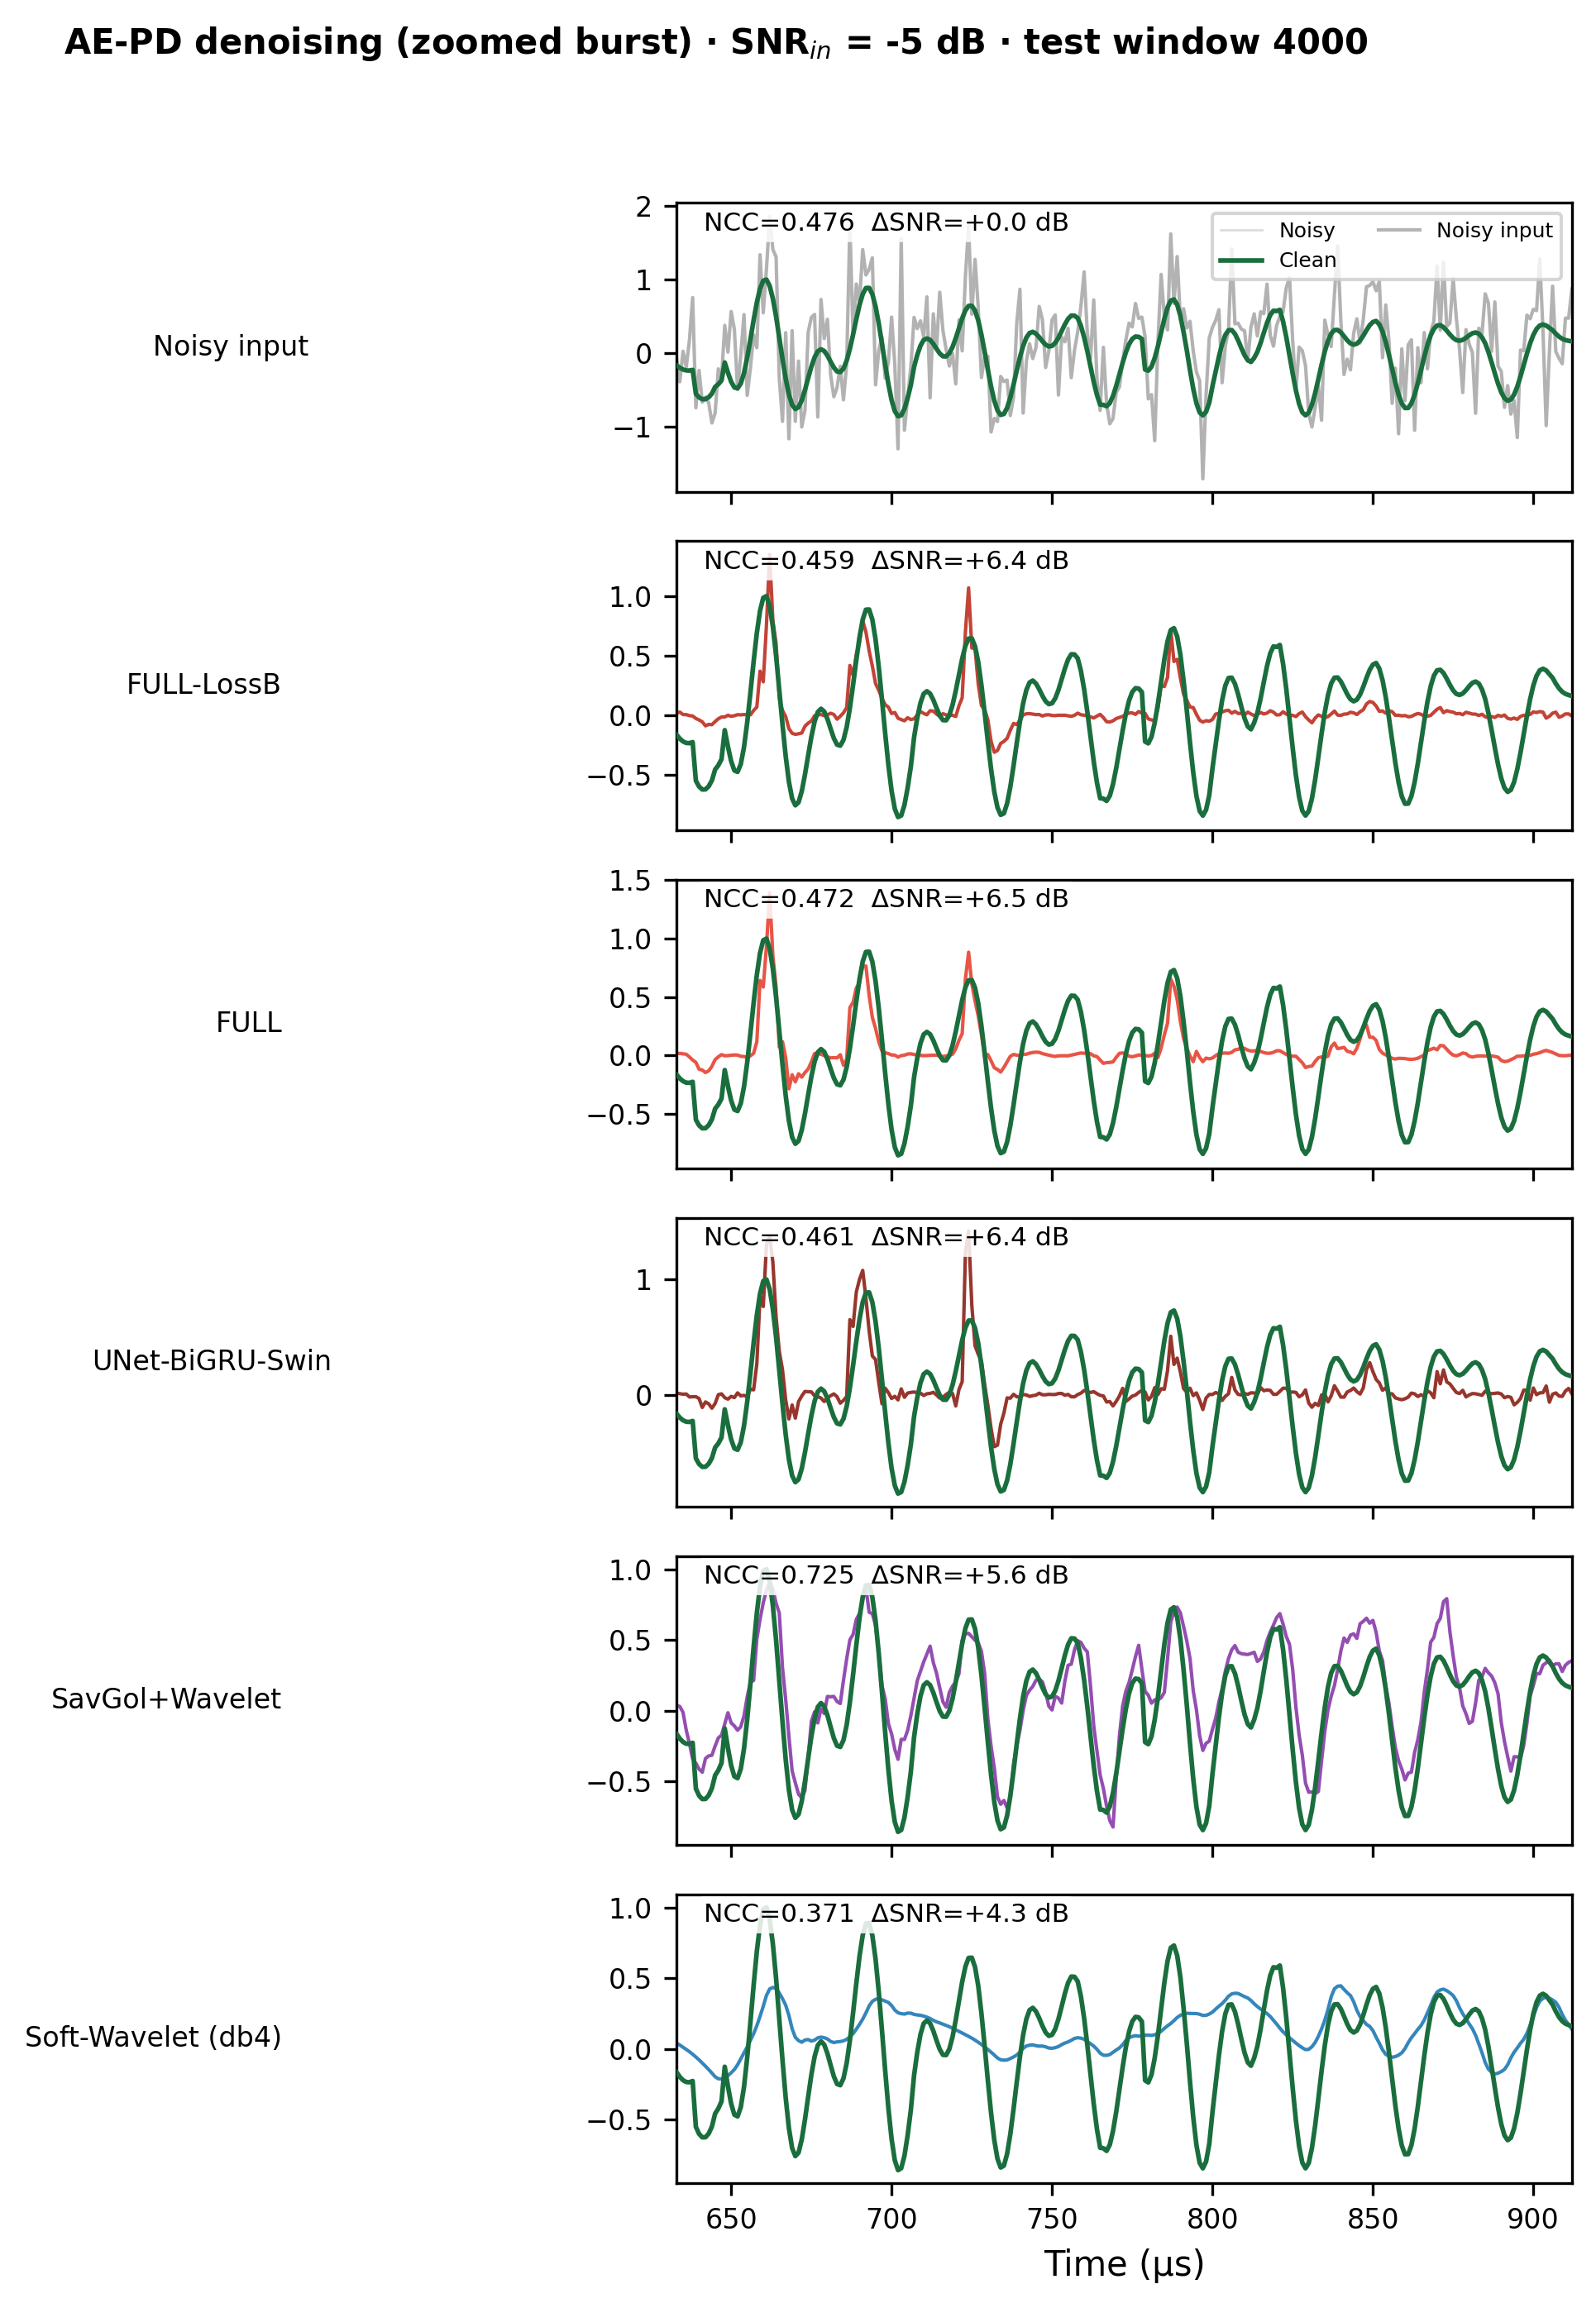 AE-PD denoising (zoomed burst) · SNR_in = -5 dB · test window 4000
NCC=0.476 ΔSNR=+0.0 dB
Noisy
Noisy input
Clean
Noisy input
2
1
0
−1
NCC=0.459 ΔSNR=+6.4 dB
FULL-LossB
1.0
0.5
0.0
−0.5
NCC=0.472 ΔSNR=+6.5 dB
FULL
1.5
1.0
0.5
0.0
−0.5
NCC=0.461 ΔSNR=+6.4 dB
UNet-BiGRU-Swin
1
0
NCC=0.725 ΔSNR=+5.6 dB
SavGol+Wavelet
1.0
0.5
0.0
−0.5
NCC=0.371 ΔSNR=+4.3 dB
Soft-Wavelet (db4)
1.0
0.5
0.0
−0.5
650 700 750 800 850 900
Time (μs)